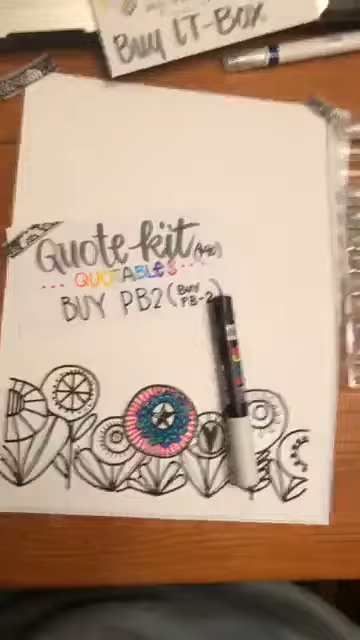 Buy LT-Box
Quote kit
... QUOTABLES ...
BUY PB2 (BUY PB-2)